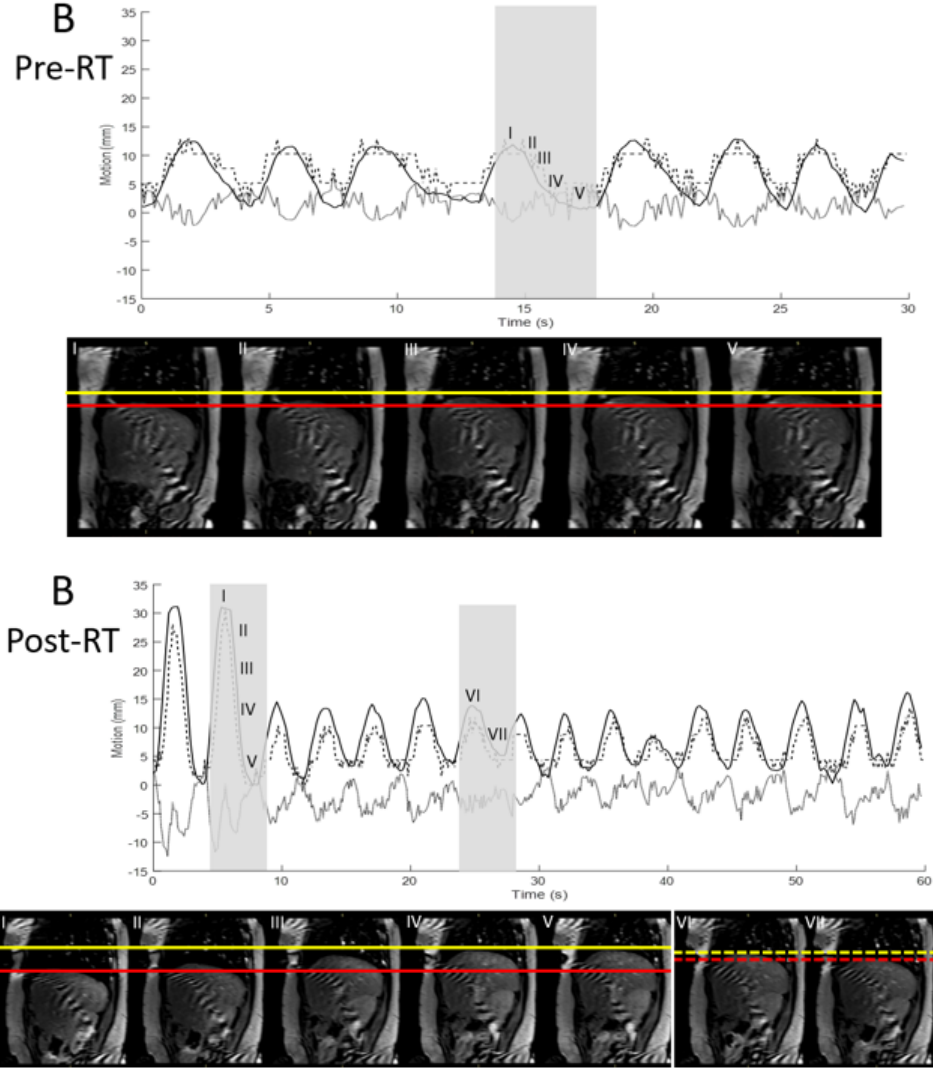 B
Pre-RT
35
30
25
20
15
10
5
0
-5
-10
-15
Motion (mm)
I
II
III
IV
V
0 5 10 15 20 25 30
Time (s)
I II III IV V
B
Post-RT
35
30
25
20
15
10
5
0
-5
-10
-15
Motion (mm)
I
II
III
IV
V
VI
VII
0 10 20 30 40 50 60
Time (s)
I II III IV V VI VII